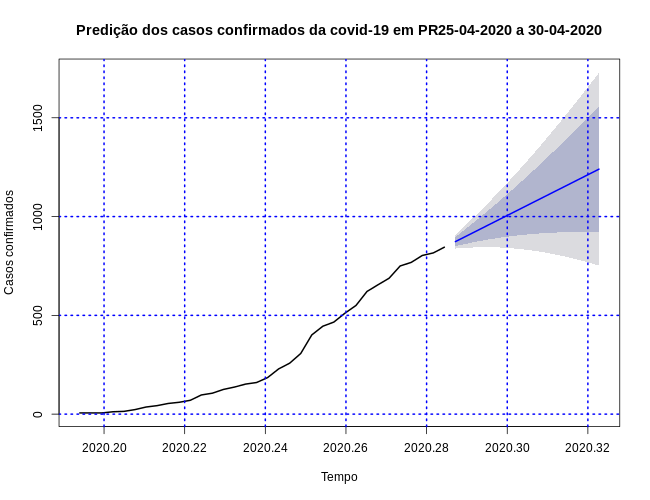 Predição dos casos confirmados da covid-19 em PR25-04-2020 a 30-04-2020
Casos confirmados
1500
1000
500
0
2020.20 2020.22 2020.24 2020.26 2020.28 2020.30 2020.32
Tempo